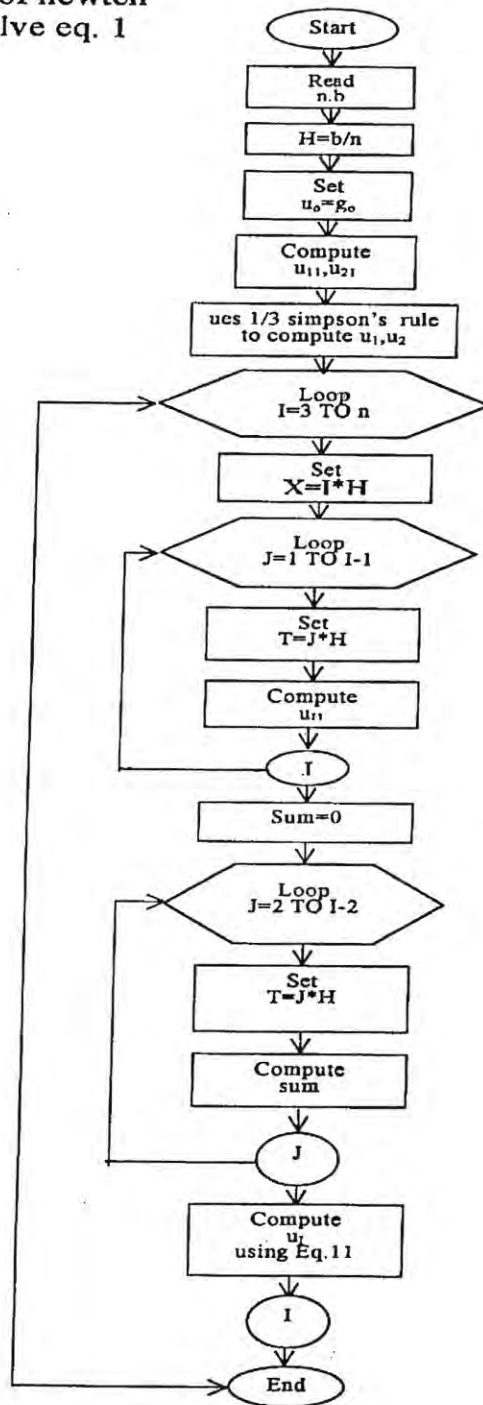 of newton
lve eq. 1
Start
Read
n.b
H=b/n
Set
u₀=g₀
Compute
u₁₁,u₂₁
ues 1/3 simpson's rule
to compute u₁,u₂
Loop
I=3 TO n
Set
X=I*H
Loop
J=1 TO I-1
Set
T=J*H
Compute
J
Sum=0
Loop
J=2 TO I-2
Set
T=J*H
Compute
sum
J
Compute
u_I
using Eq.11
I
End